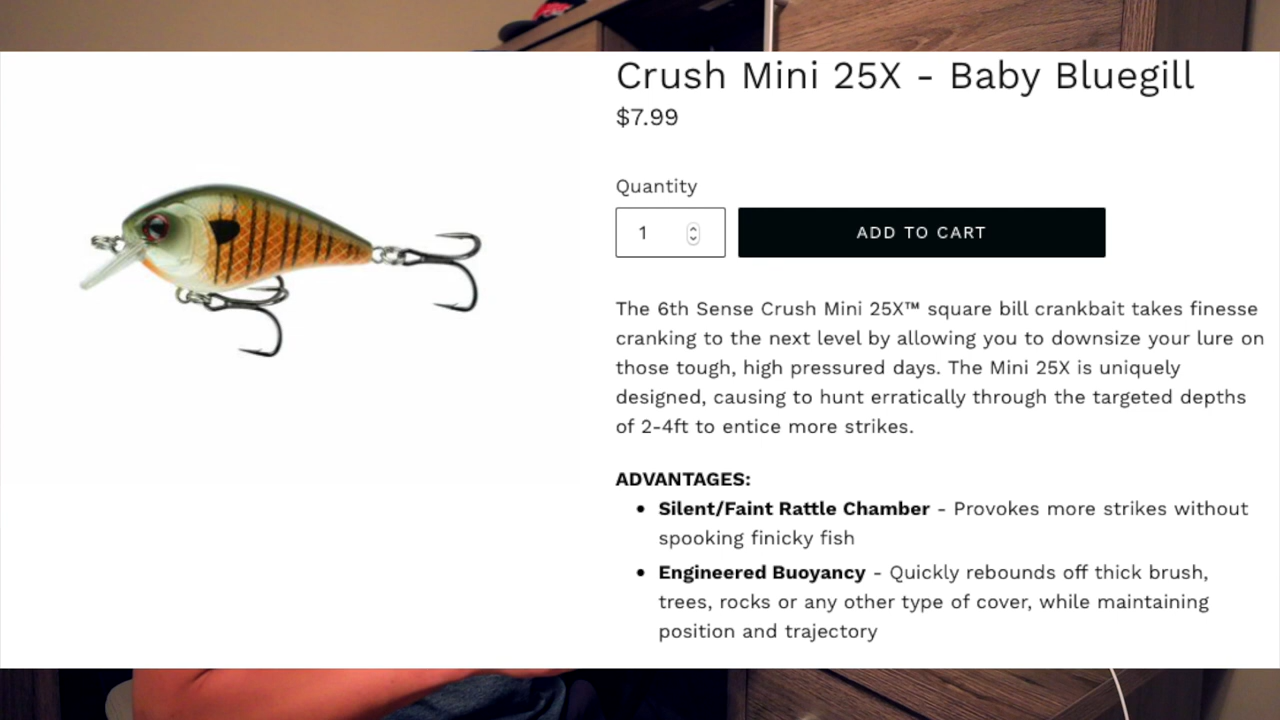 Crush Mini 25X - Baby Bluegill
$7.99
Quantity
1
ADD TO CART
The 6th Sense Crush Mini 25X™ square bill crankbait takes finesse
cranking to the next level by allowing you to downsize your lure on
those tough, high pressured days. The Mini 25X is uniquely
designed, causing to hunt erratically through the targeted depths
of 2-4ft to entice more strikes.
ADVANTAGES:
• Silent/Faint Rattle Chamber - Provokes more strikes without
spooking finicky fish
• Engineered Buoyancy - Quickly rebounds off thick brush,
trees, rocks or any other type of cover, while maintaining
position and trajectory